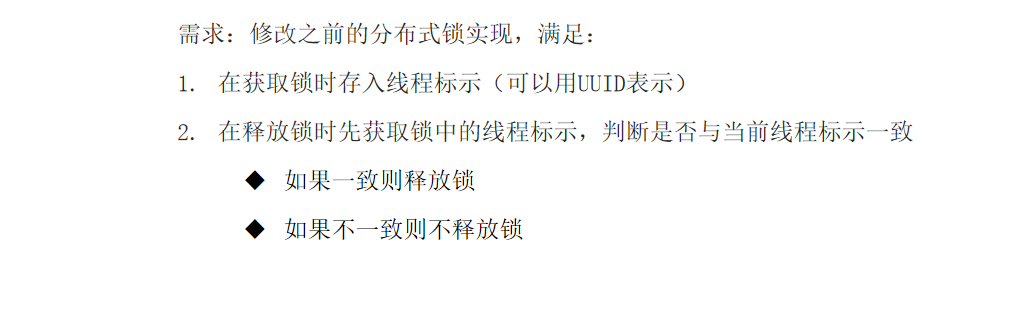 需求：修改之前的分布式锁实现，满足：
1. 在获取锁时存入线程标示（可以用UUID表示）
2. 在释放锁时先获取锁中的线程标示，判断是否与当前线程标示一致
◆ 如果一致则释放锁
◆ 如果不一致则不释放锁